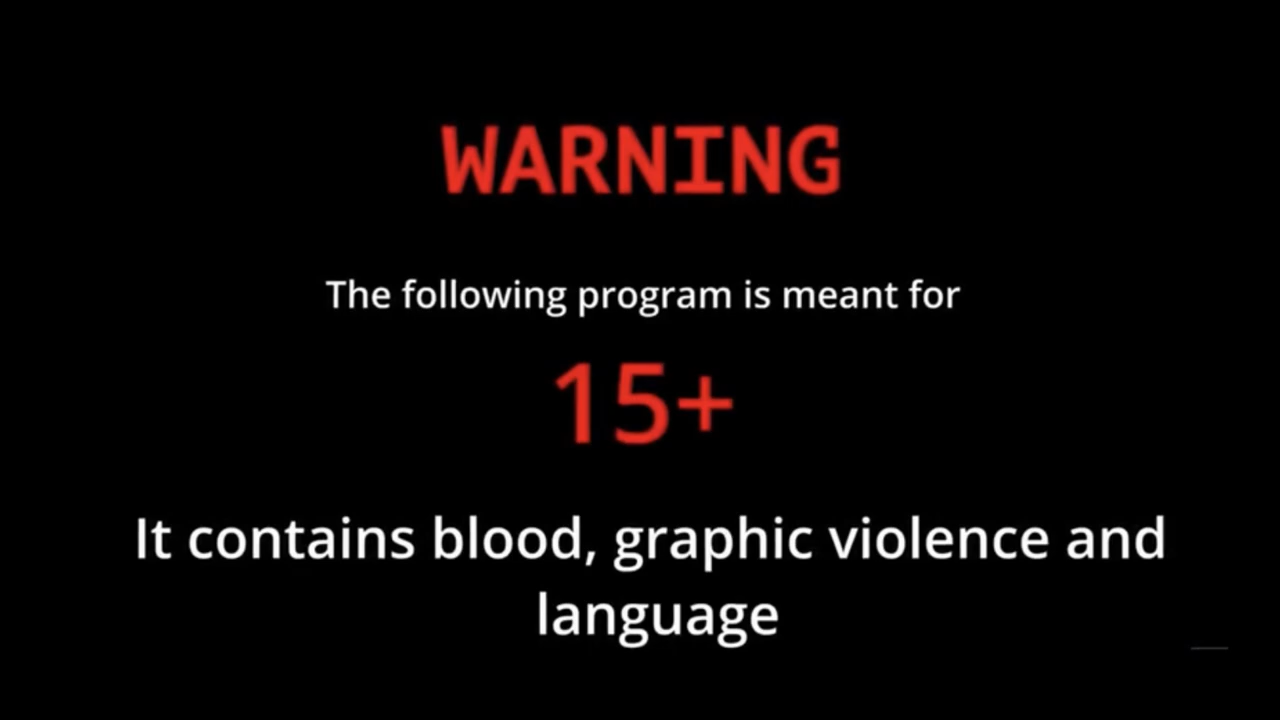 WARNING
The following program is meant for
15+
It contains blood, graphic violence and
language